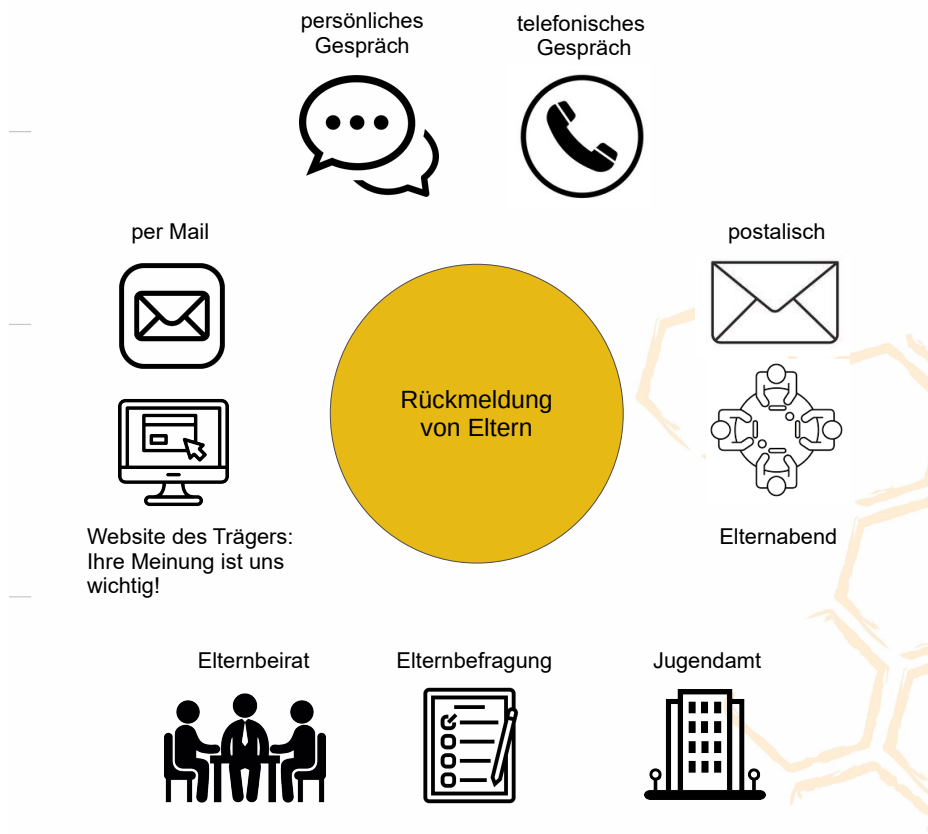 persönliches
Gespräch
telefonisches
Gespräch
per Mail
postalisch
Rückmeldung
von Eltern
Website des Trägers:
Ihre Meinung ist uns
wichtig!
Elternabend
Elternbeirat
Elternbefragung
Jugendamt